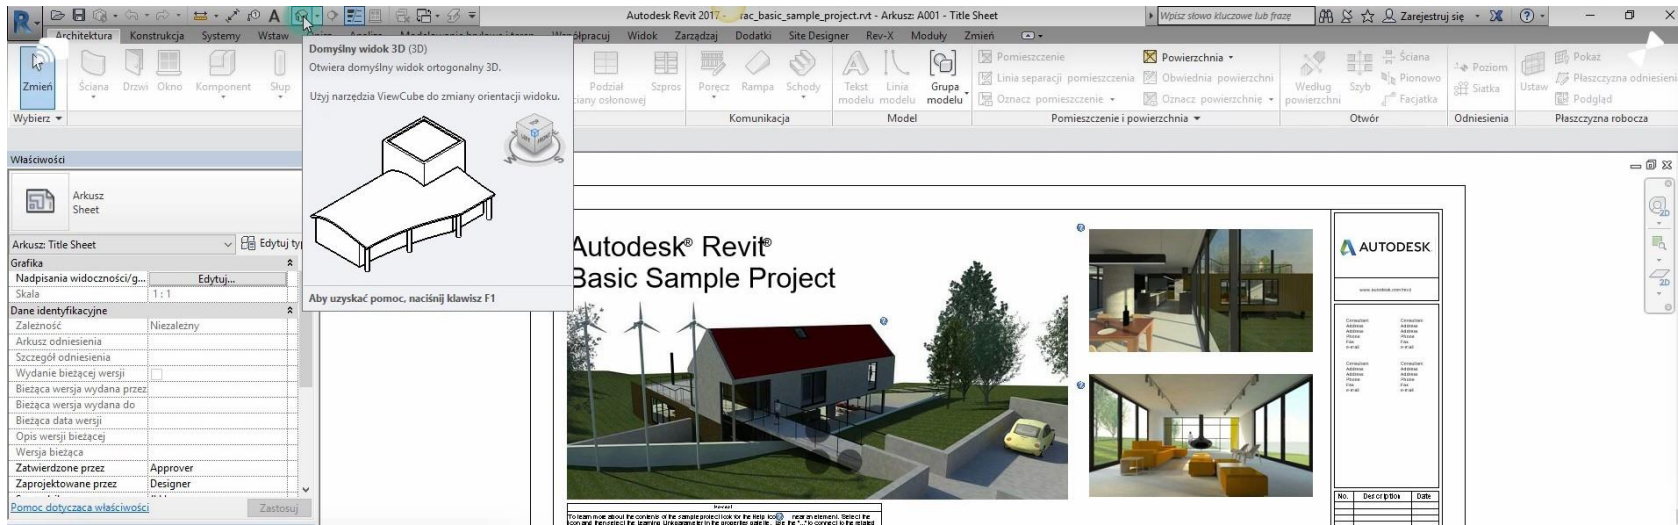 Autodesk Revit 2017 - rac_basic_sample_project.rvt - Arkusz: A001 - Title Sheet
Wpisz słowo kluczowe lub frazę
Zarejestruj się
Architektura Konstrukcja Systemy Wstaw Współpracuj Widok Zarządzaj Dodatki Site Designer Rev-X Moduły Zmień
Zmień
Ściana
Drzwi
Okno
Komponent
Słup
Podział
ściany osłonowej
Szpros
Poręcz
Rampa
Schody
Tekst
modelu
Linia
modelu
Grupa
modelu
Pomieszczenie
Linia separacji pomieszczenia
Oznacz pomieszczenie
Powierzchnia
Obwiednia powierzchni
Oznacz powierzchnię
Według
powierzchni
Szyb
Ściana
Pionowo
Facjatka
Poziom
Siatka
Ustaw
Pokaż
Płaszczyzna odniesieni
Podgląd
Wybierz
Komunikacja
Model
Pomieszczenie i powierzchnia
Otwór
Odniesienia
Płaszczyzna robocza
Domyślny widok 3D (3D)
Otwiera domyślny widok ortogonalny 3D.
Użyj narzędzia ViewCube do zmiany orientacji widoku.
Aby uzyskać pomoc, naciśnij klawisz F1
Właściwości
Arkusz
Sheet
Arkusz: Title Sheet
Edytuj typ
Grafika
Nadpisania widoczności/g... Edytuj...
Skala 1 : 1
Dane identyfikacyjne
Zależność Niezależny
Arkusz odniesienia
Szczegół odniesienia
Wydanie bieżącej wersji
Bieżąca wersja wydana przez
Bieżąca wersja wydana do
Bieżąca data wersji
Opis wersji bieżącej
Wersja bieżąca
Zatwierdzone przez Approver
Zaprojektowane przez Designer
Pomoc dotycząca właściwości
Zastosuj
Autodesk® Revit®
Basic Sample Project
AUTODESK
No. Description Date
2D
2D